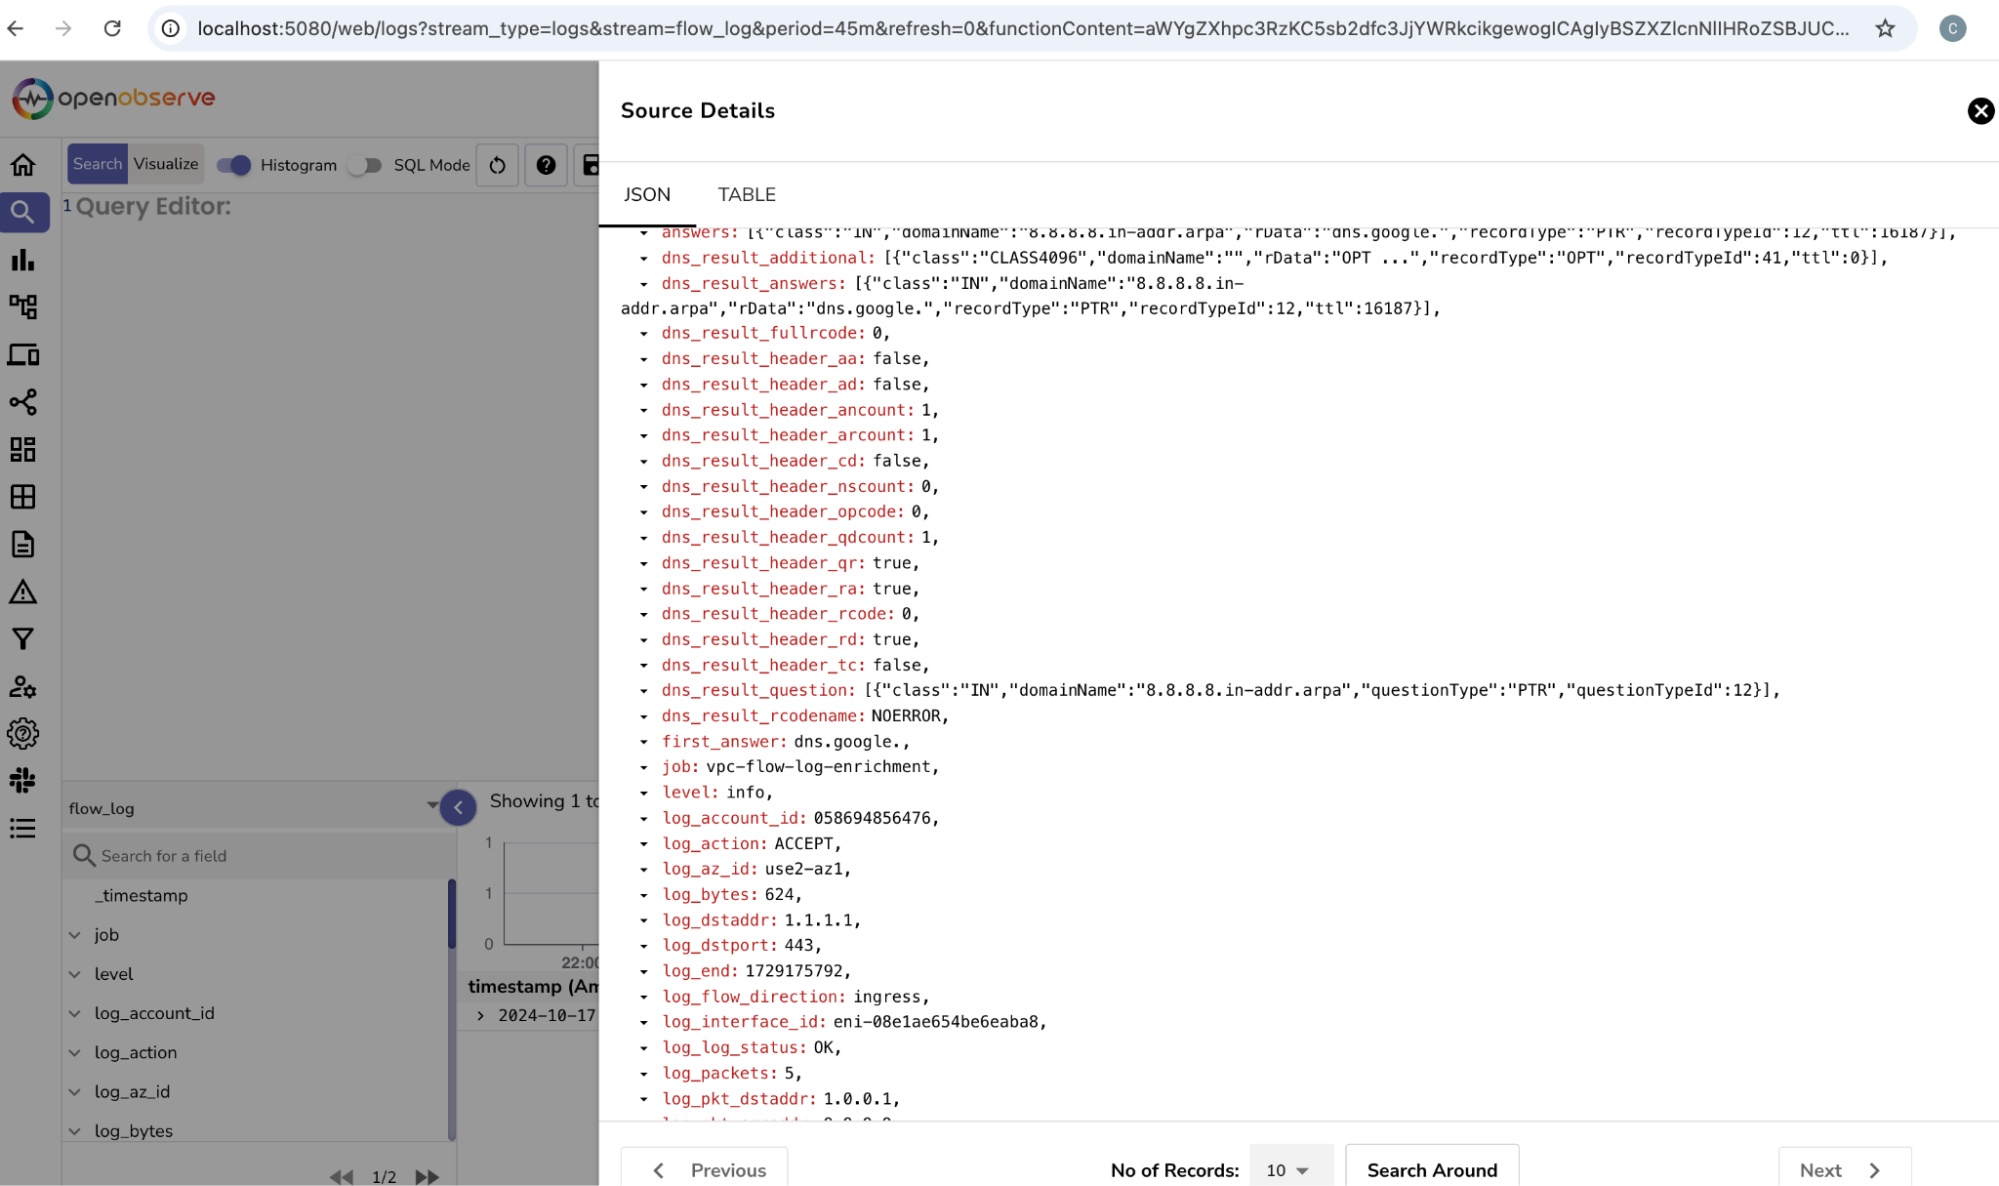 localhost:5080/web/logs?stream_type=logs&stream=flow_log&period=45m&refresh=0&functionContent=aWYgZXhpc3RzKC5sb2dfc3JjYWRkcikgewogICAgIyBSZXZlcnNlIHRoZSBJUC...
C
openobserve
Search Visualize Histogram SQL Mode
1 Query Editor:
flow_log
Search for a field
_timestamp
job
level
log_account_id
log_action
log_az_id
log_bytes
1/2
Showing 1 to
1
1
0
22:00
timestamp (Am
2024-10-17
Source Details
JSON TABLE
answers: [{"class":"IN","domainName":"8.8.8.8.in-addr.arpa","rData":"dns.google.","recordType":"PTR","recordTypeId":12,"ttl":16187}],
dns_result_additional: [{"class":"CLASS4096","domainName":"","rData":"OPT ...","recordType":"OPT","recordTypeId":41,"ttl":0}],
dns_result_answers: [{"class":"IN","domainName":"8.8.8.8.in-
addr.arpa","rData":"dns.google.","recordType":"PTR","recordTypeId":12,"ttl":16187}],
dns_result_fullrcode: 0,
dns_result_header_aa: false,
dns_result_header_ad: false,
dns_result_header_ancount: 1,
dns_result_header_arcount: 1,
dns_result_header_cd: false,
dns_result_header_nscount: 0,
dns_result_header_opcode: 0,
dns_result_header_qdcount: 1,
dns_result_header_qr: true,
dns_result_header_ra: true,
dns_result_header_rcode: 0,
dns_result_header_rd: true,
dns_result_header_tc: false,
dns_result_question: [{"class":"IN","domainName":"8.8.8.8.in-addr.arpa","questionType":"PTR","questionTypeId":12}],
dns_result_rcodename: NOERROR,
first_answer: dns.google.,
job: vpc-flow-log-enrichment,
level: info,
log_account_id: 058694856476,
log_action: ACCEPT,
log_az_id: use2-az1,
log_bytes: 624,
log_dstaddr: 1.1.1.1,
log_dstport: 443,
log_end: 1729175792,
log_flow_direction: ingress,
log_interface_id: eni-08e1ae654be6eaba8,
log_log_status: OK,
log_packets: 5,
log_pkt_dstaddr: 1.0.0.1,
Previous No of Records: 10 Search Around Next